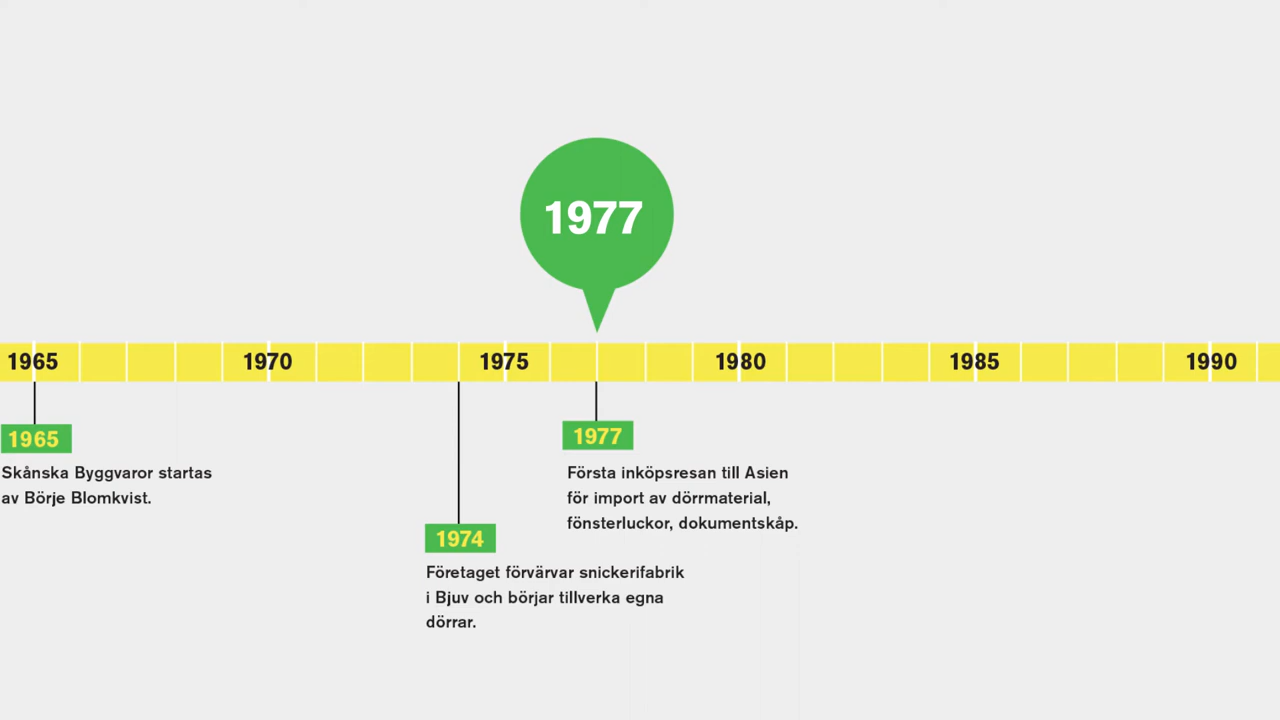 1977
1965 1970 1975 1980 1985 1990
1965
Skånska Byggvaror startas
av Börje Blomkvist.
1977
Första inköpsresan till Asien
för import av dörrmaterial,
fönsterluckor, dokumentskåp.
1974
Företaget förvärvar snickerifabrik
i Bjuv och börjar tillverka egna
dörrar.